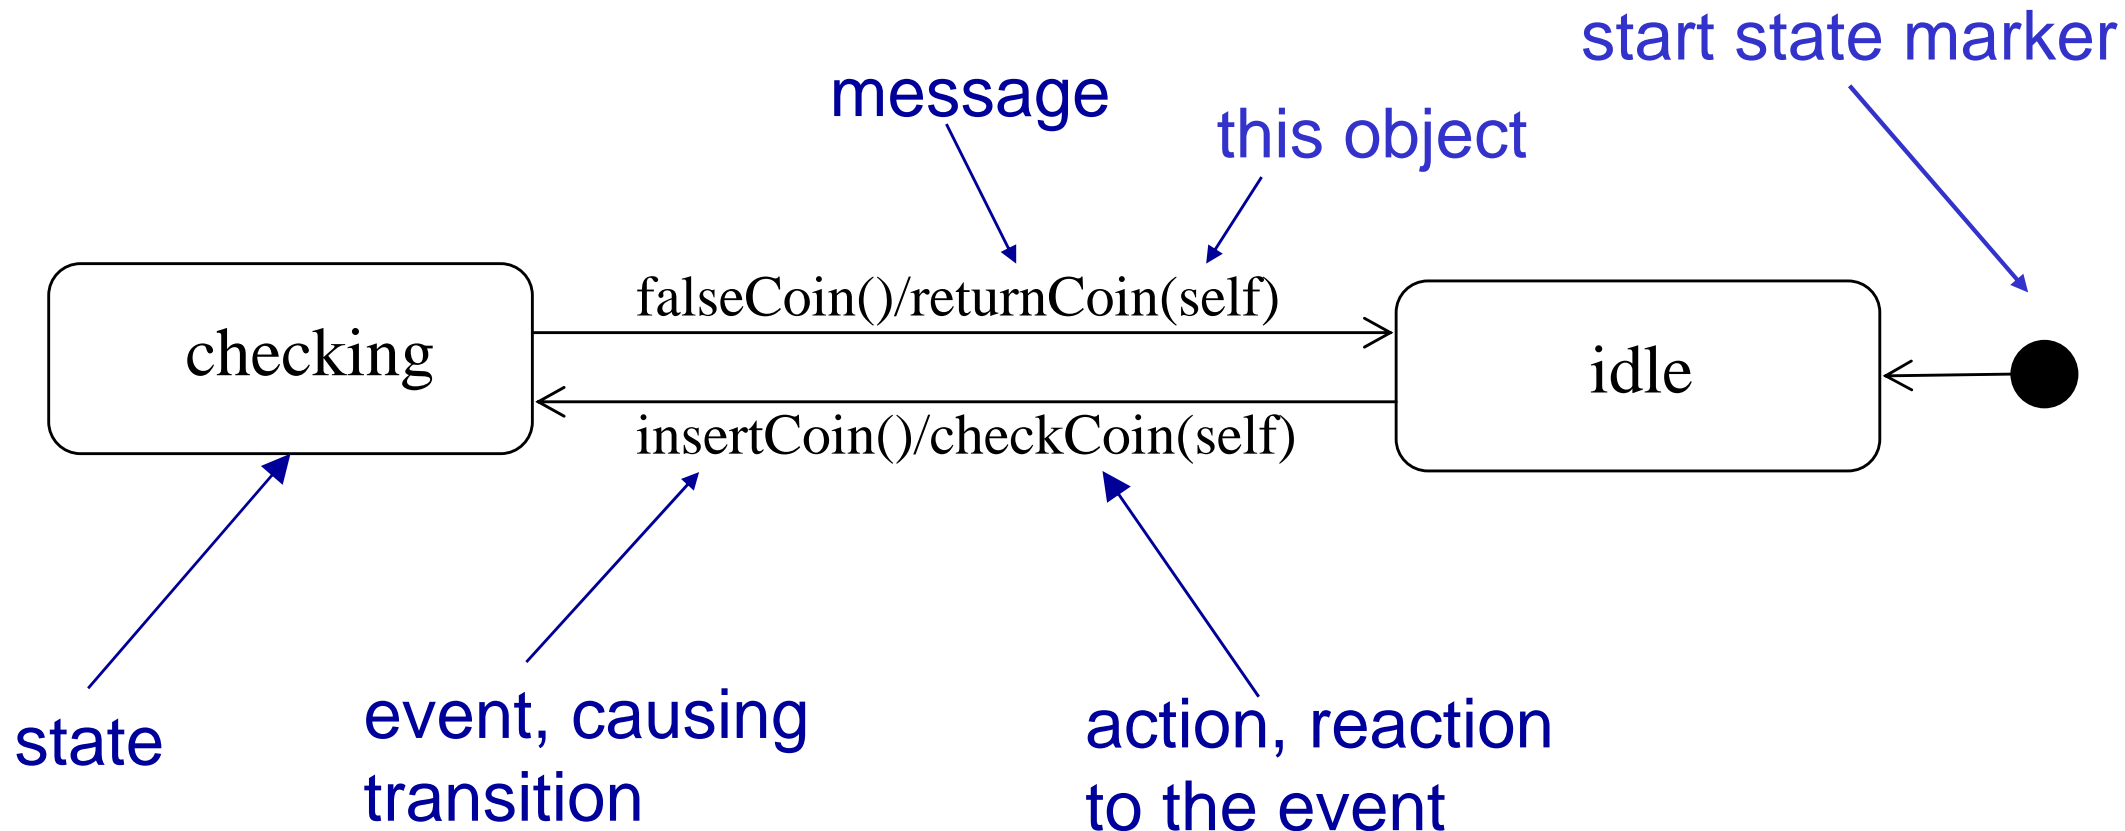 start state marker
message
this object
falseCoin()/returnCoin(self)
checking
idle
insertCoin()/checkCoin(self)
state
event, causing
transition
action, reaction
to the event